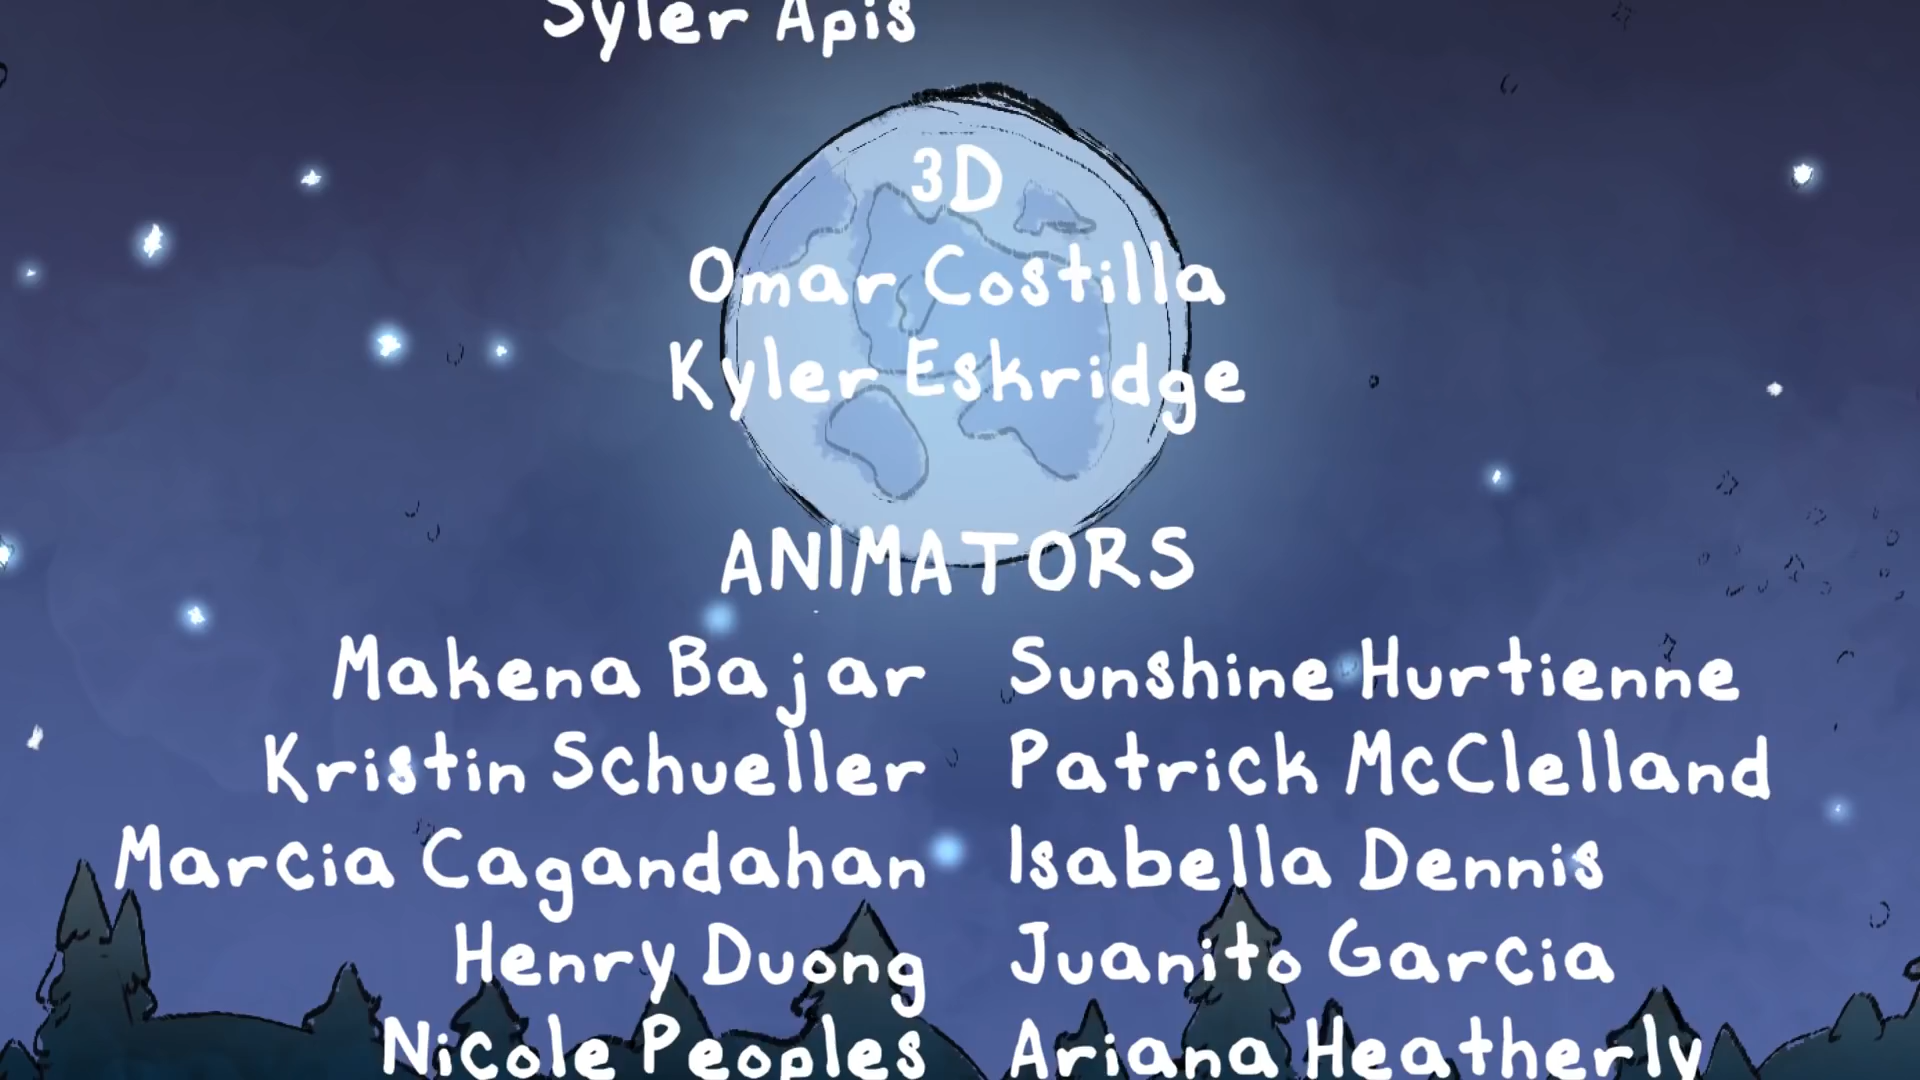 Syler Apis
3D
Omar Costilla
Kyler Eskridge
ANIMATORS
Makena Bajar Sunshine Hurtienne
Kristin Schueller Patrick McClelland
Marcia Cagandahan Isabella Dennis
Henry Duong Juanito Garcia
Nicole Peoples Ariana Heatherly